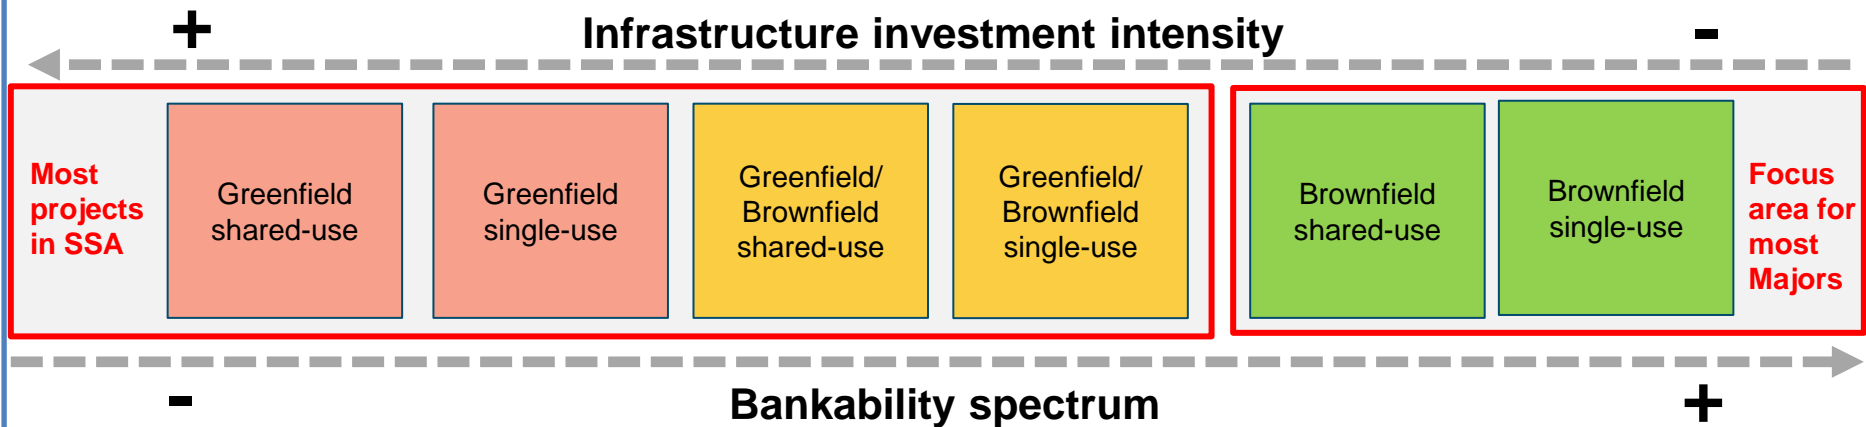 + Infrastructure investment intensity -
Most
projects
in SSA
Greenfield
shared-use
Greenfield
single-use
Greenfield/
Brownfield
shared-use
Greenfield/
Brownfield
single-use
Brownfield
shared-use
Brownfield
single-use
Focus
area for
most
Majors
- Bankability spectrum +